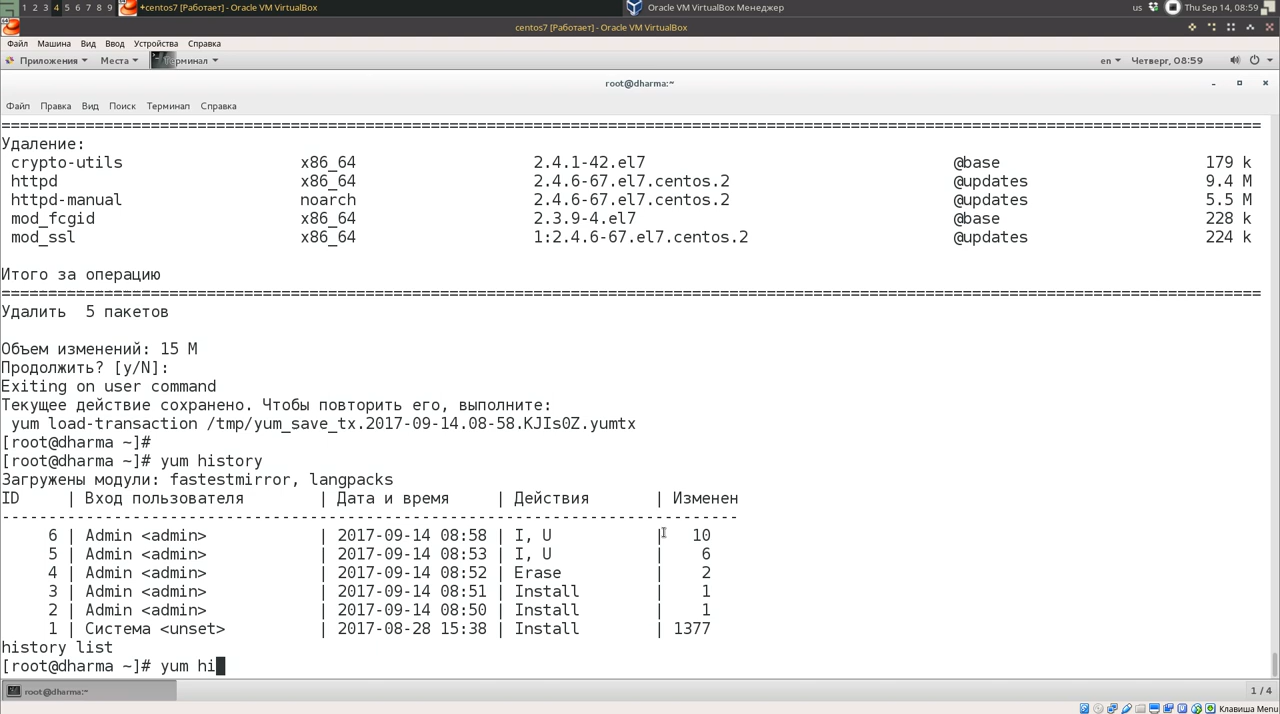 1 2 3 4 5 6 7 8 9 +centos7 [Работает] - Oracle VM VirtualBox Oracle VM VirtualBox Менеджер us Thu Sep 14, 08:59
centos7 [Работает] - Oracle VM VirtualBox
Файл Машина Вид Ввод Устройства Справка
Приложения Места Терминал en Четверг, 08:59
root@dharma:~
Файл Правка Вид Поиск Терминал Справка
Удаление:
crypto-utils x86_64 2.4.1-42.el7 @base 179 k
httpd x86_64 2.4.6-67.el7.centos.2 @updates 9.4 M
httpd-manual noarch 2.4.6-67.el7.centos.2 @updates 5.5 M
mod_fcgid x86_64 2.3.9-4.el7 @base 228 k
mod_ssl x86_64 1:2.4.6-67.el7.centos.2 @updates 224 k
Итого за операцию
Удалить 5 пакетов
Объем изменений: 15 M
Продолжить? [y/N]:
Exiting on user command
Текущее действие сохранено. Чтобы повторить его, выполните:
yum load-transaction /tmp/yum_save_tx.2017-09-14.08-58.KJIs0Z.yumtx
[root@dharma ~]#
[root@dharma ~]# yum history
Загружены модули: fastestmirror, langpacks
ID | Вход пользователя | Дата и время | Действия | Изменен
--------------------------------------------------------------------------------
6 | Admin <admin> | 2017-09-14 08:58 | I, U | 10
5 | Admin <admin> | 2017-09-14 08:53 | I, U | 6
4 | Admin <admin> | 2017-09-14 08:52 | Erase | 2
3 | Admin <admin> | 2017-09-14 08:51 | Install | 1
2 | Admin <admin> | 2017-09-14 08:50 | Install | 1
1 | Система <unset> | 2017-08-28 15:38 | Install | 1377
history list
[root@dharma ~]# yum hi
root@dharma:~ 1 / 4
Клавиша Menu